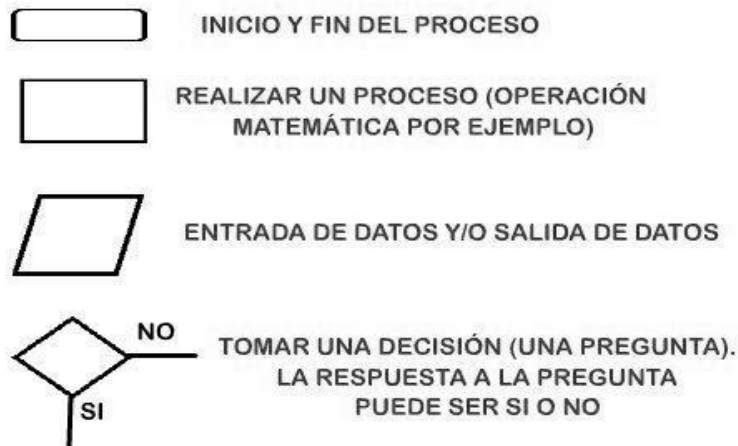 INICIO Y FIN DEL PROCESO
REALIZAR UN PROCESO (OPERACIÓN
MATEMÁTICA POR EJEMPLO)
ENTRADA DE DATOS Y/O SALIDA DE DATOS
NO
SI
TOMAR UNA DECISIÓN (UNA PREGUNTA).
LA RESPUESTA A LA PREGUNTA
PUEDE SER SI O NO